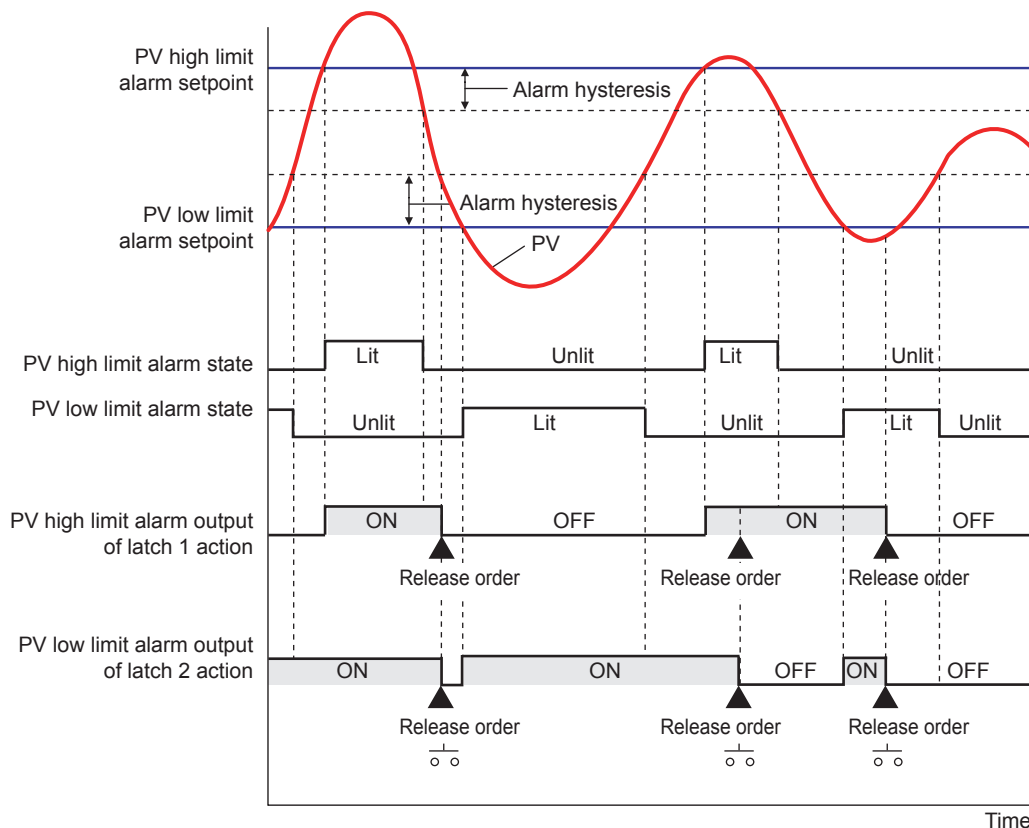 PV high limit
alarm setpoint
Alarm hysteresis
Alarm hysteresis
PV low limit
alarm setpoint
PV
PV high limit alarm state
Lit
Unlit
Lit
Unlit
PV low limit alarm state
Unlit
Lit
Unlit
Lit
Unlit
PV high limit alarm output
of latch 1 action
ON
OFF
ON
OFF
Release order
Release order
Release order
PV low limit alarm output
of latch 2 action
ON
ON
OFF
ON
OFF
Release order
Release order
Release order
Time